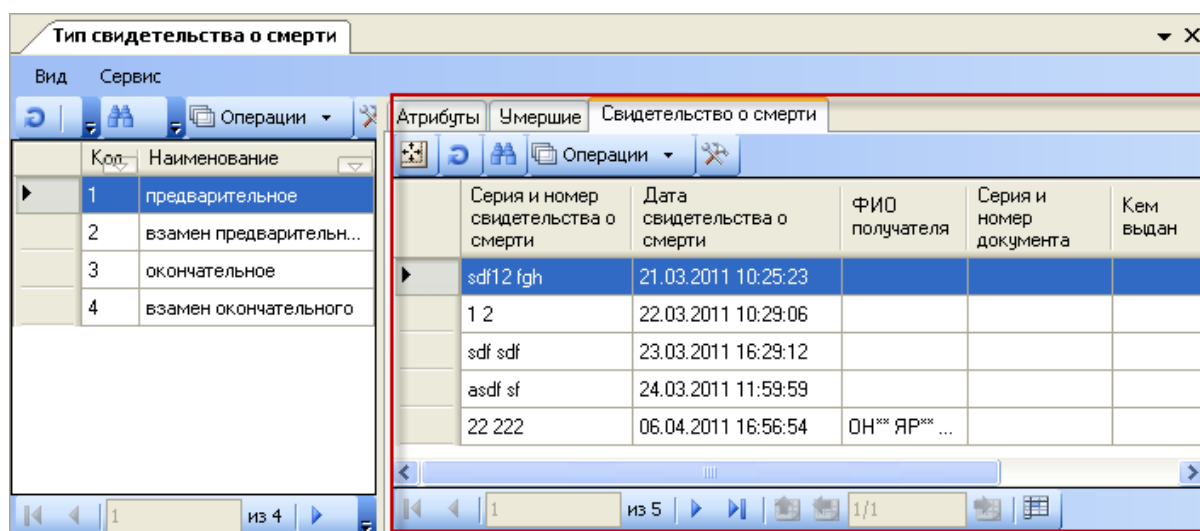 Тип свидетельства о смерти
Вид Сервис
Операции
Код Наименование
1 предварительное
2 взамен предварительн...
3 окончательное
4 взамен окончательного
1 из 4
Атрибуты Умершие Свидетельство о смерти
Операции
Серия и номер свидетельства о смерти Дата свидетельства о смерти ФИО получателя Серия и номер документа Кем выдан
sdf12 fgh 21.03.2011 10:25:23
1 2 22.03.2011 10:29:06
sdf sdf 23.03.2011 16:29:12
asdf sf 24.03.2011 11:59:59
22 222 06.04.2011 16:56:54 ОН** ЯР** ...
1 из 5 1/1